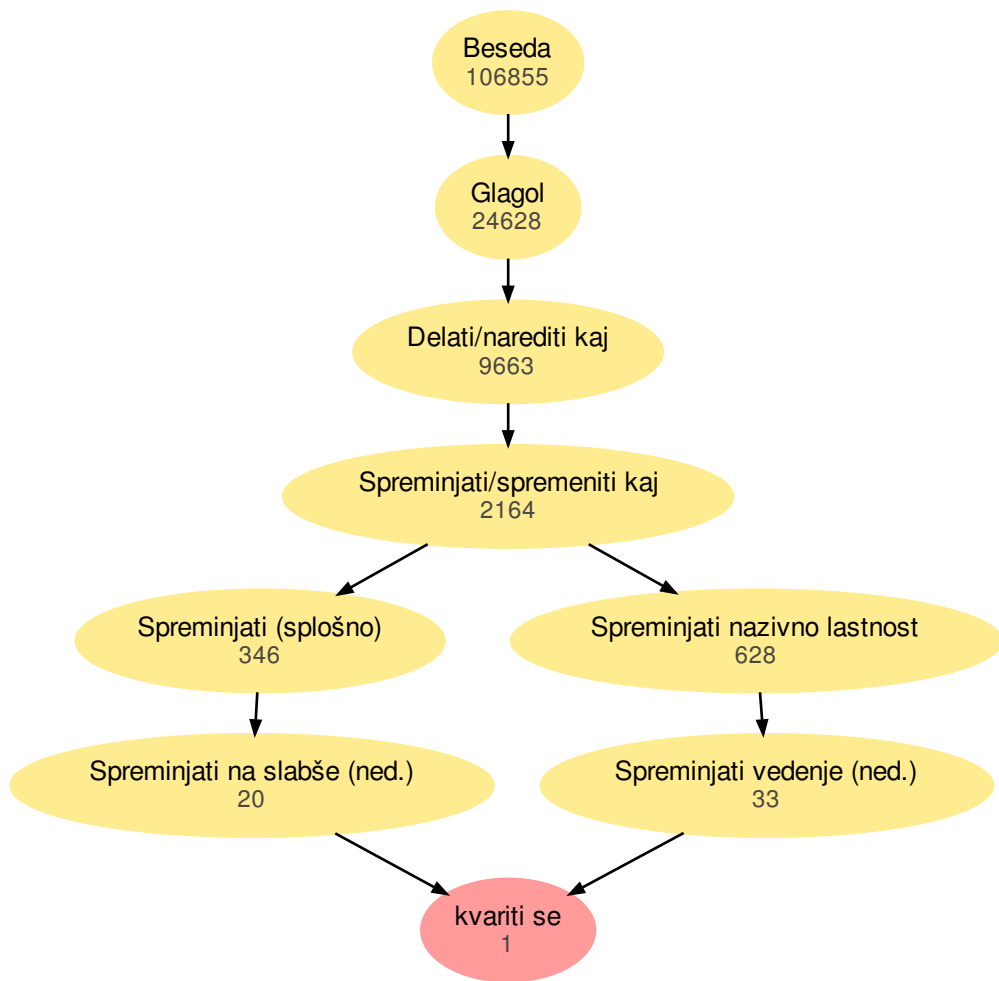 Beseda
106855
Glagol
24628
Delati/narediti kaj
9663
Spreminjati/spremeniti kaj
2164
Spreminjati (splošno)
346
Spreminjati nazivno lastnost
628
Spreminjati na slabše (ned.)
20
Spreminjati vedenje (ned.)
33
kvariti se
1